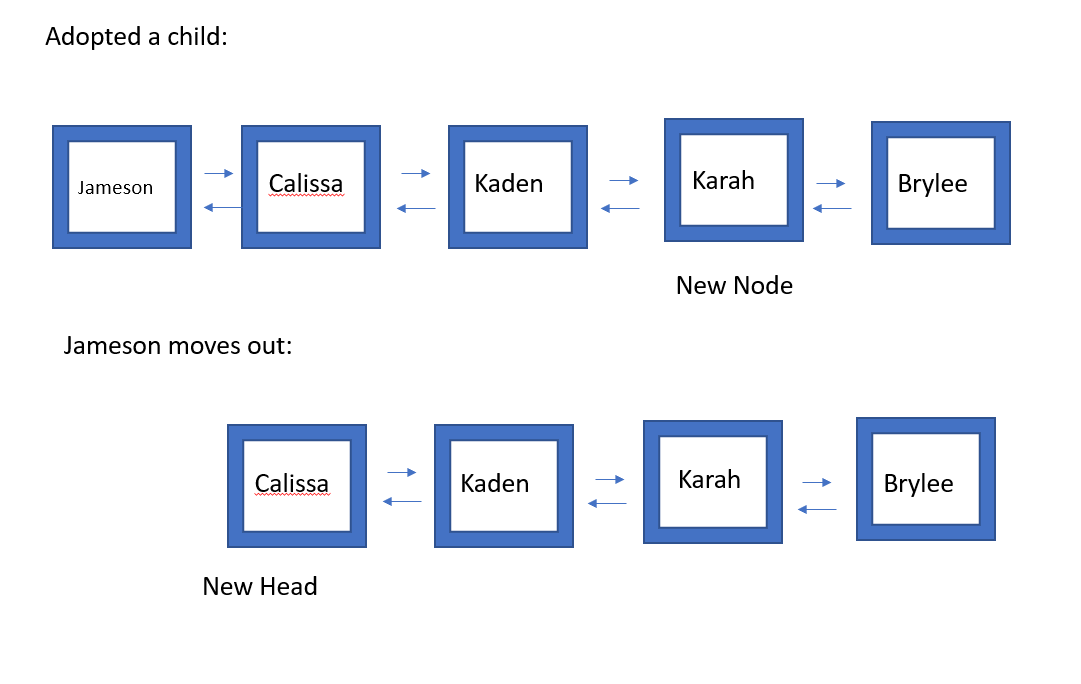 Adopted a child:
Jameson
Calissa
Kaden
Karah
Brylee
New Node
Jameson moves out:
Calissa
Kaden
Karah
Brylee
New Head